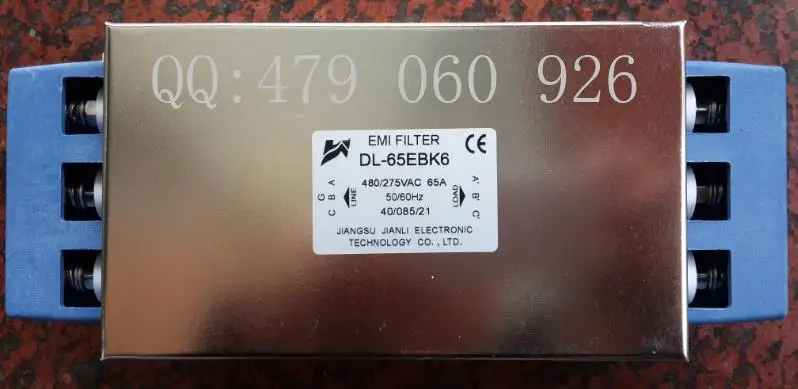 QQ:479 060 926
EMI FILTER
DL-65EBK6
CE
480/275VAC 65A
50/60Hz
40/085/21
G
C B A
LINE
LOAD
A' B' C'
JIANGSU JIANLI ELECTRONIC
TECHNOLOGY CO.,LTD.